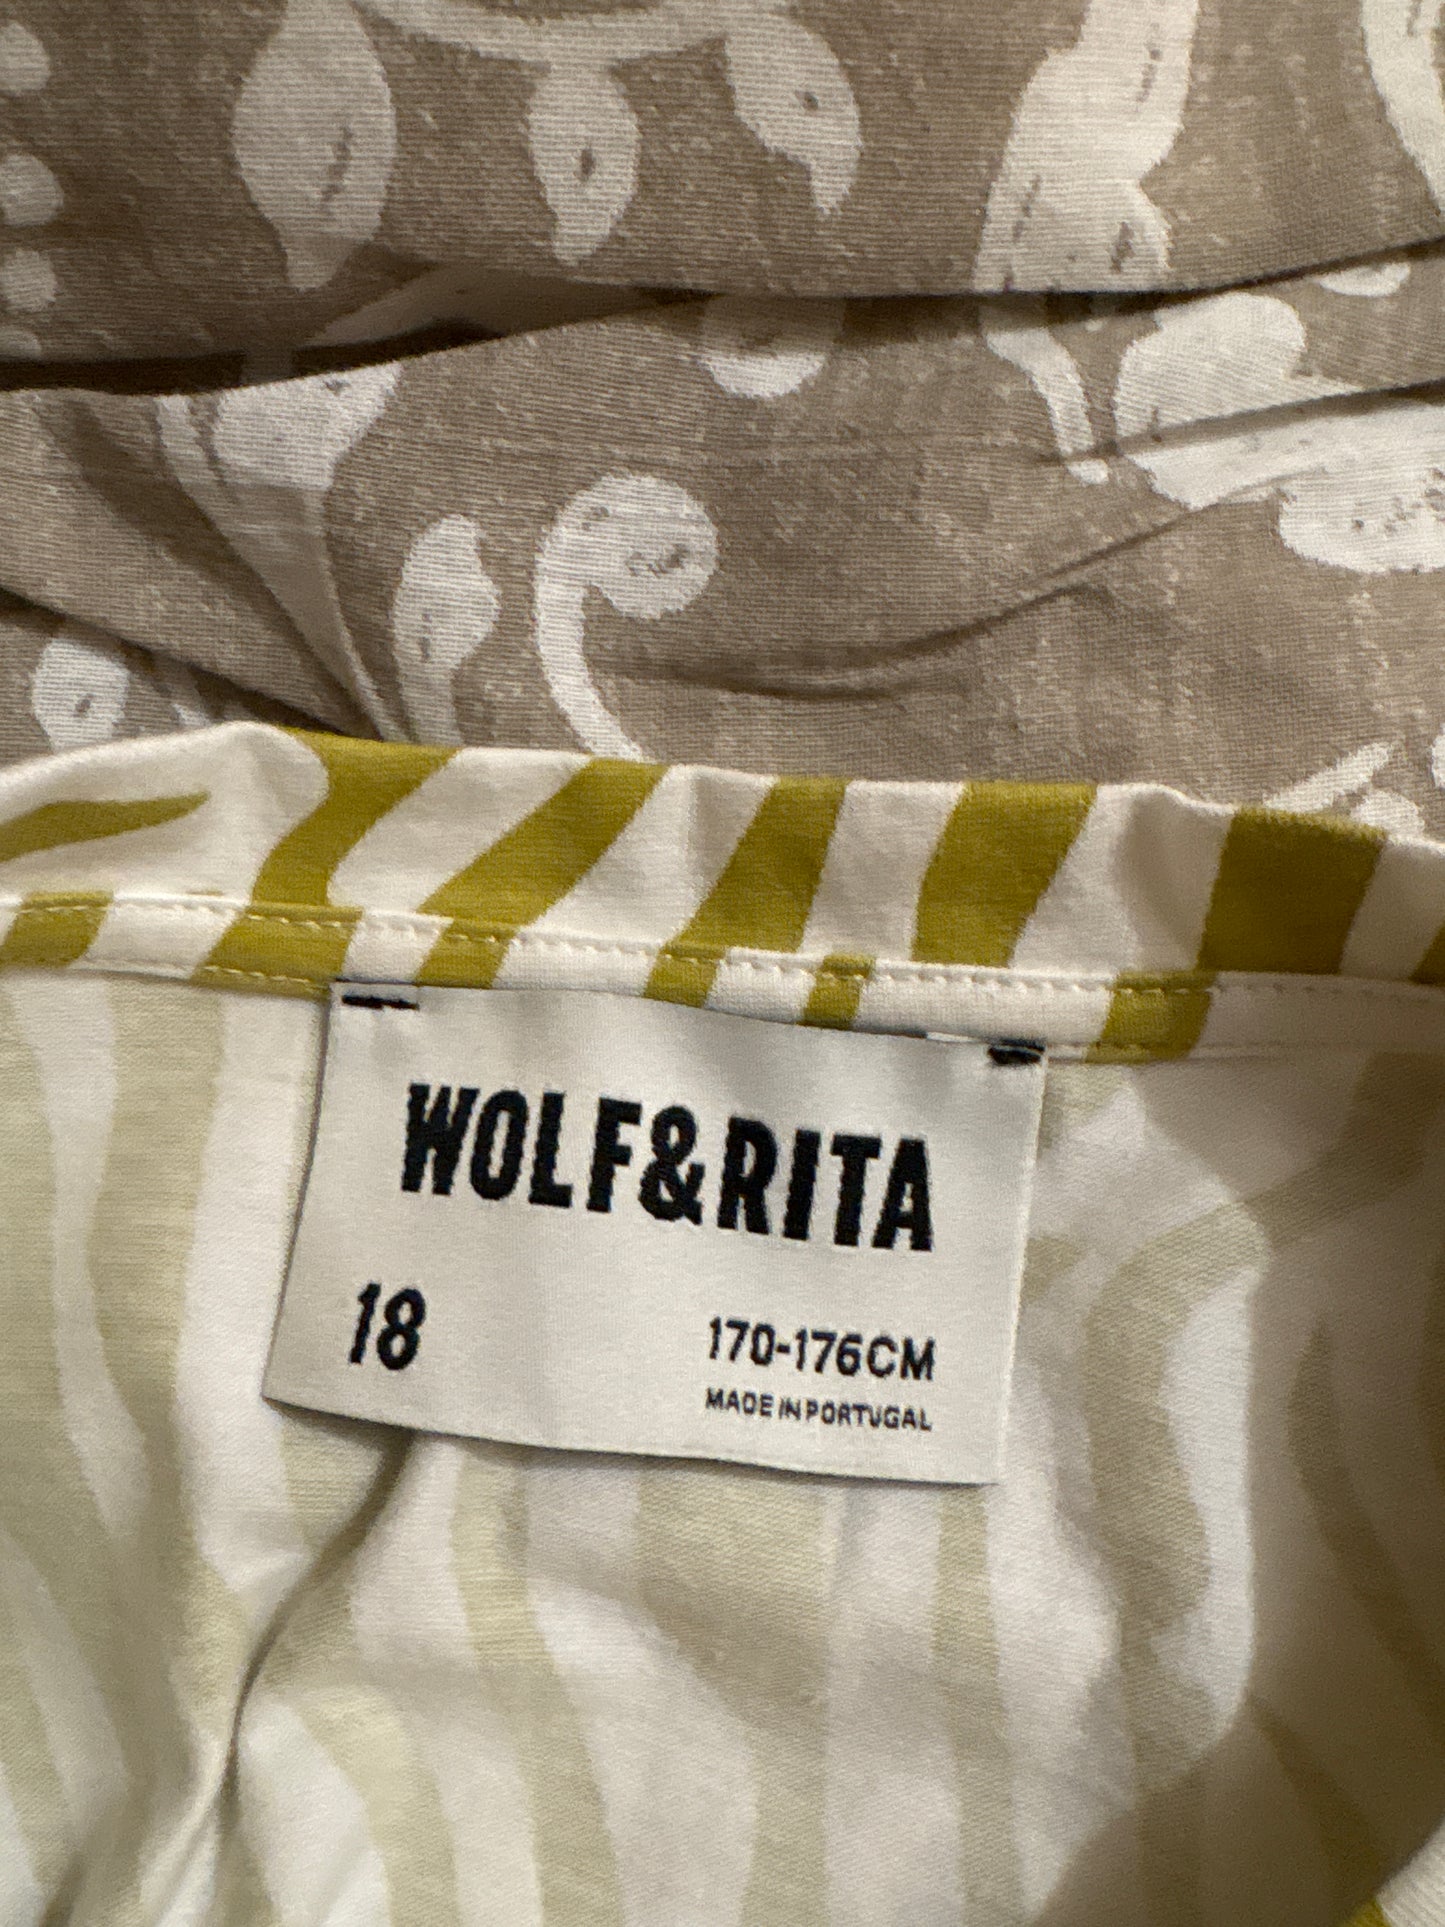 WOLF&RITA
18
170-176CM
MADE IN PORTUGAL